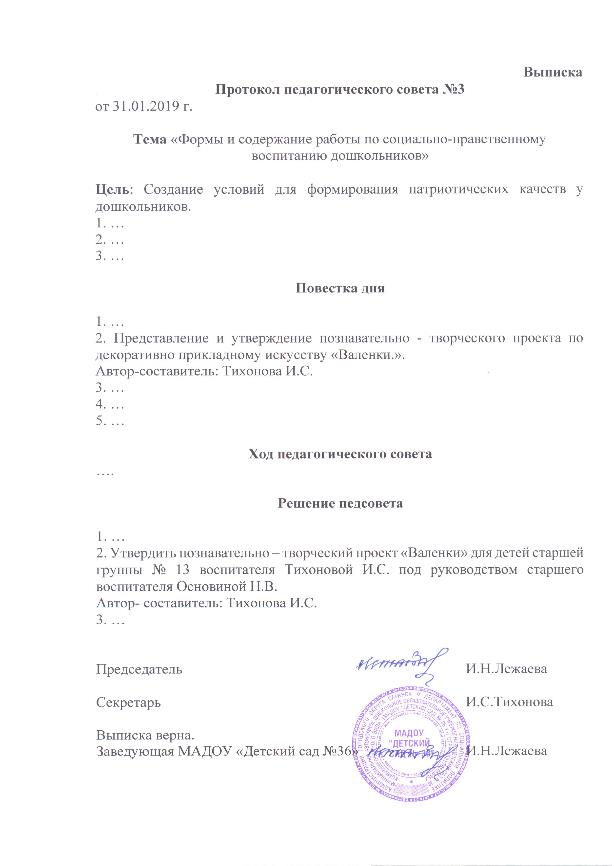 Выписка
Протокол педагогического совета №3
от 31.01.2019 г.
Тема «Формы и содержание работы по социально-нравственному
воспитанию дошкольников»
Цель: Создание условий для формирования патриотических качеств у
дошкольников.
1. …
2. …
3. …
Повестка дня
1. …
2. Представление и утверждение познавательно - творческого проекта по
декоративно прикладному искусству «Валенки.».
Автор-составитель: Тихонова И.С.
3. …
4. …
5. …
Ход педагогического совета
….
Решение педсовета
1. …
2. Утвердить познавательно – творческий проект «Валенки» для детей старшей
группы № 13 воспитателя Тихоновой И.С. под руководством старшего
воспитателя Основиной Н.В.
Автор- составитель: Тихонова И.С.
3. …
Председатель И.Н.Лежаева
Секретарь И.С.Тихонова
Выписка верна.
Заведующая МАДОУ «Детский сад №36» И.Н.Лежаева
МАДОУ
"ДЕТСКИЙ